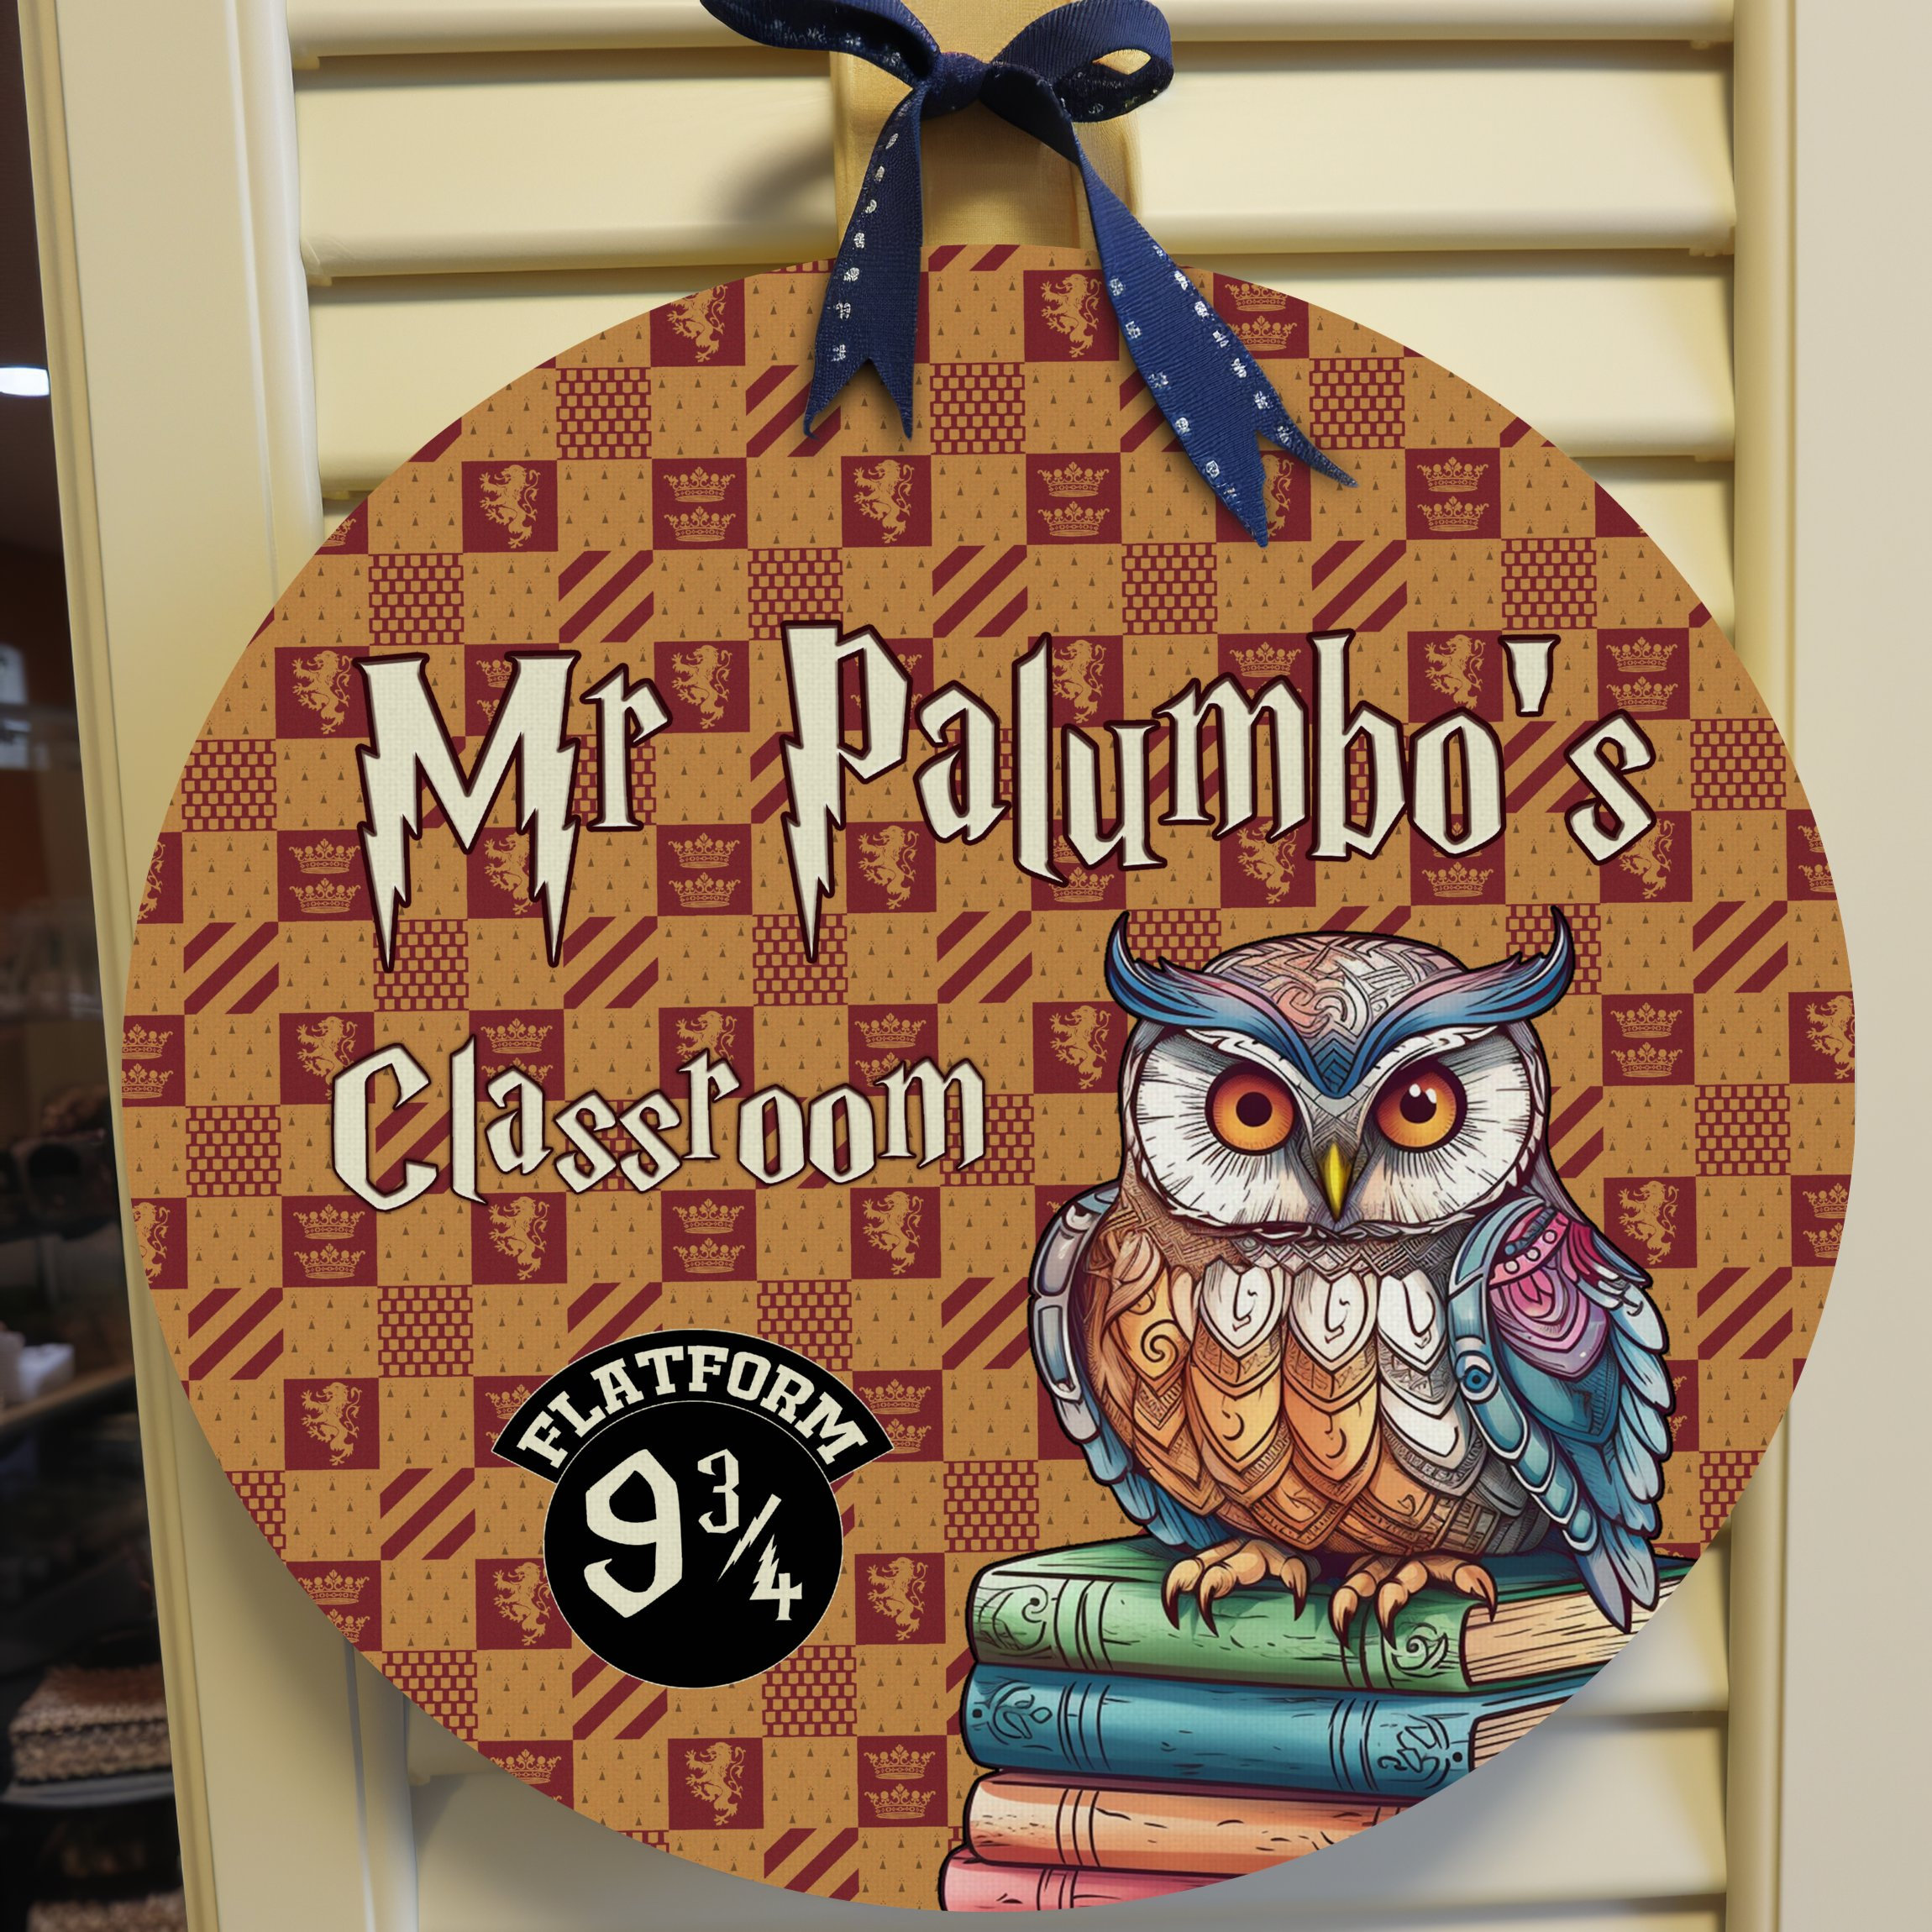 Mr Palumbo's
Classroom
FLATFORM
9 3/4